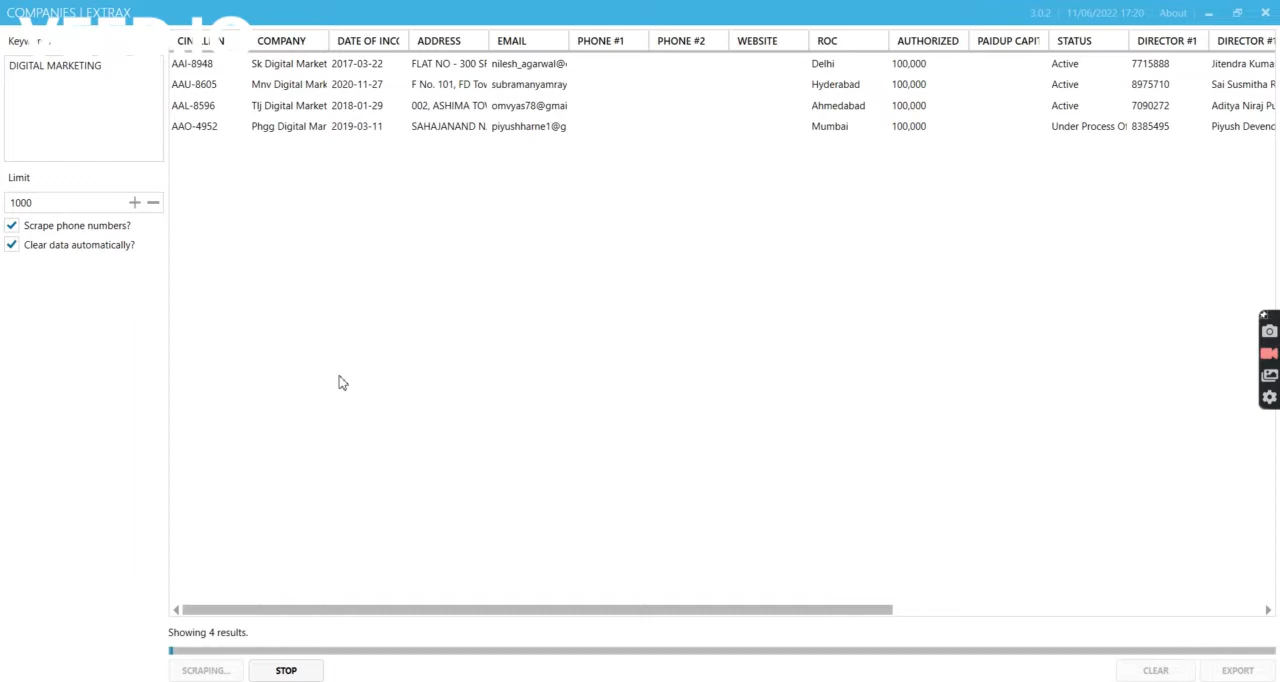 COMPANIES | EXTRAX
3.0.2 11/06/2022 17:20 About
COMPANY DATE OF INCO ADDRESS EMAIL PHONE #1 PHONE #2 WEBSITE ROC AUTHORIZED PAIDUP CAPIT STATUS DIRECTOR #1 DIRECTOR #1
DIGITAL MARKETING
AAI-8948 Sk Digital Market 2017-03-22 FLAT NO - 300 SF nilesh_agarwal@ Delhi 100,000 Active 7715888 Jitendra Kuma
AAU-8605 Mnv Digital Mark 2020-11-27 F No. 101, FD Tov subramanyamray Hyderabad 100,000 Active 8975710 Sai Susmitha R
AAL-8596 Tlj Digital Market 2018-01-29 002, ASHIMA TOV omvyas78@gmai Ahmedabad 100,000 Active 7090272 Aditya Niraj Pu
AAO-4952 Phgg Digital Mar 2019-03-11 SAHAJANAND N. piyushharne1@g Mumbai 100,000 Under Process Of 8385495 Piyush Devend
Limit
1000
Scrape phone numbers?
Clear data automatically?
Showing 4 results.
SCRAPING... STOP CLEAR EXPORT